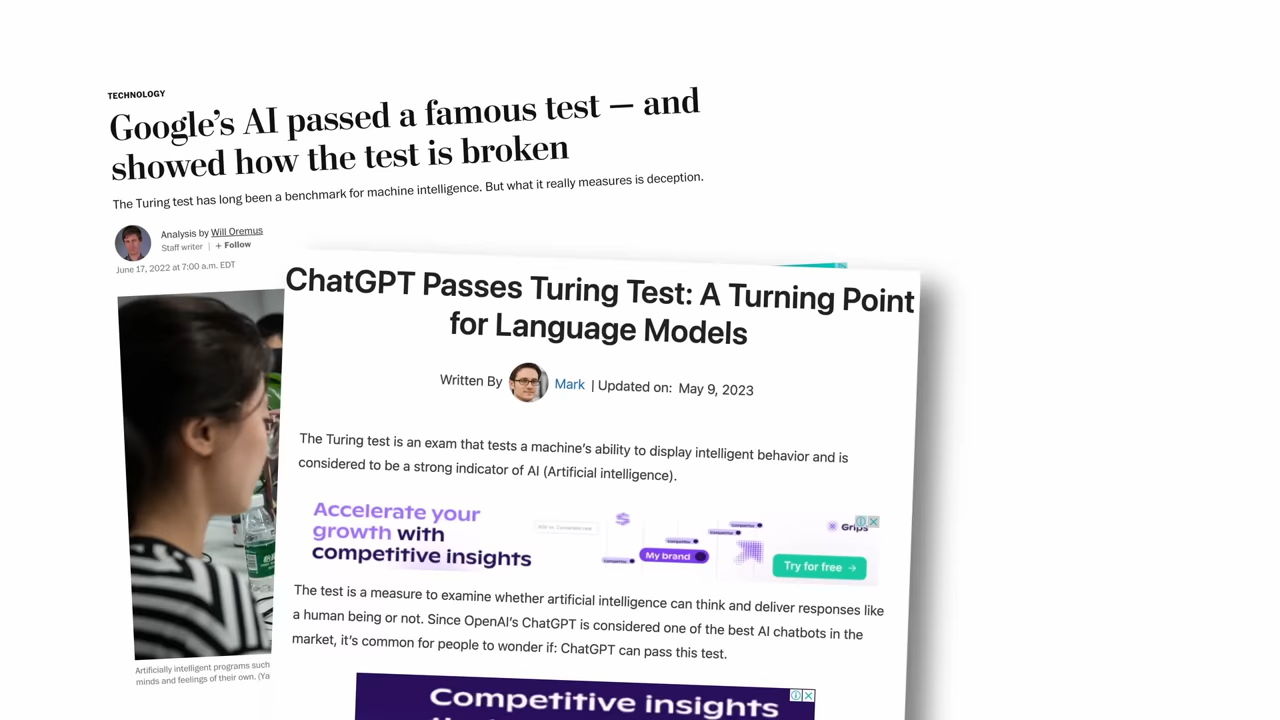 TECHNOLOGY
Google's AI passed a famous test — and
showed how the test is broken
The Turing test has long been a benchmark for machine intelligence. But what it really measures is deception.
Analysis by Will Oremus
Staff writer | + Follow
June 17, 2022 at 7:00 a.m. EDT
Artificially intelligent programs such
minds and feelings of their own. (Ya
ChatGPT Passes Turing Test: A Turning Point
for Language Models
Written By Mark | Updated on: May 9, 2023
The Turing test is an exam that tests a machine's ability to display intelligent behavior and is
considered to be a strong indicator of AI (Artificial intelligence).
Accelerate your
growth with
competitive insights
My brand
Grips
Try for free →
The test is a measure to examine whether artificial intelligence can think and deliver responses like
a human being or not. Since OpenAI's ChatGPT is considered one of the best AI chatbots in the
market, it's common for people to wonder if: ChatGPT can pass this test.
Competitive insights